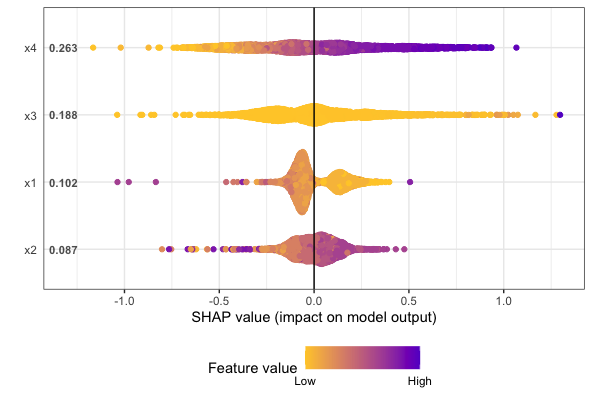 x4 0.263
x3 0.188
x1 0.102
x2 0.087
-1.0 -0.5 0.0 0.5 1.0
SHAP value (impact on model output)
Feature value
Low High